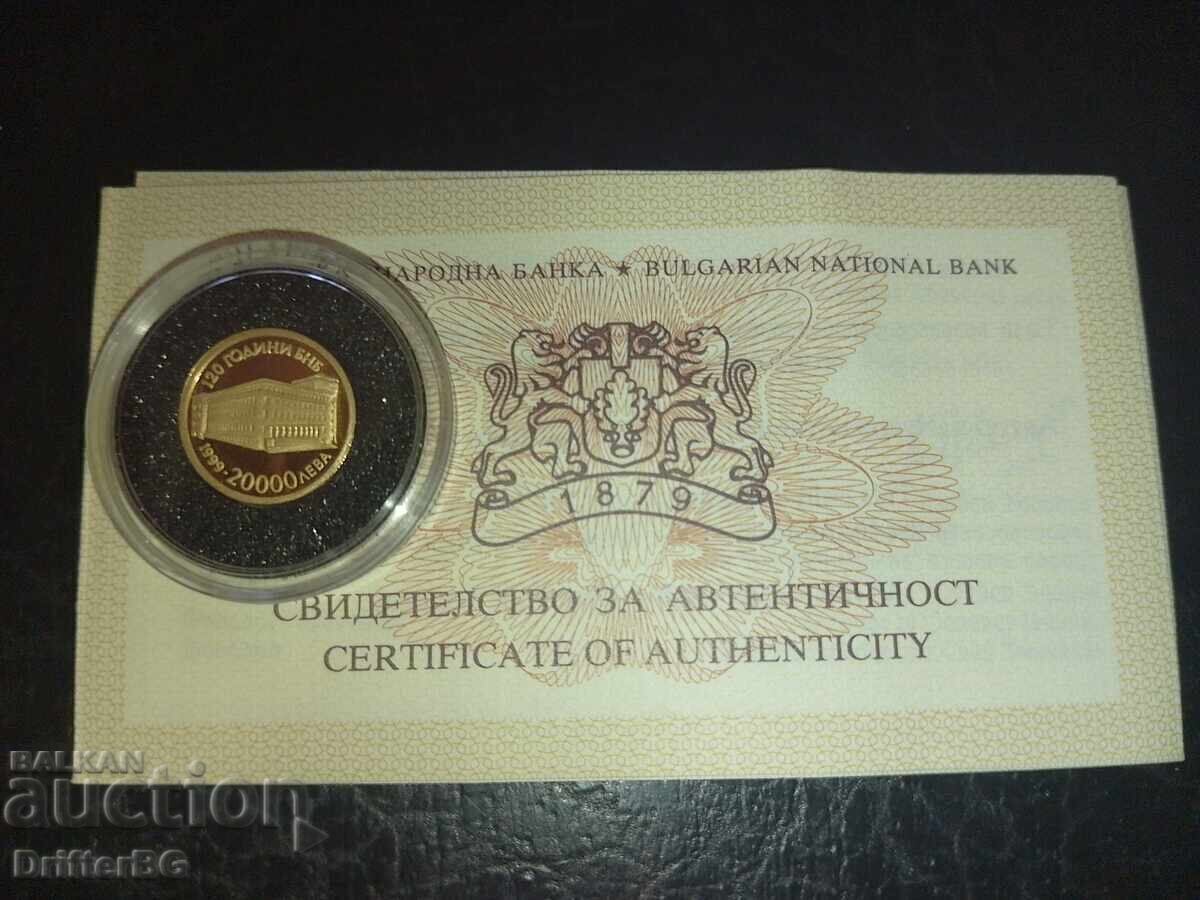 НАРОДНА БАНКА ★ BULGARIAN NATIONAL BANK
120 ГОДИНИ БНБ
1999 · 20000 ЛЕВА
1879
СВИДЕТЕЛСТВО ЗА АВТЕНТИЧНОСТ
CERTIFICATE OF AUTHENTICITY
BALKAN
auction
DrifterBG